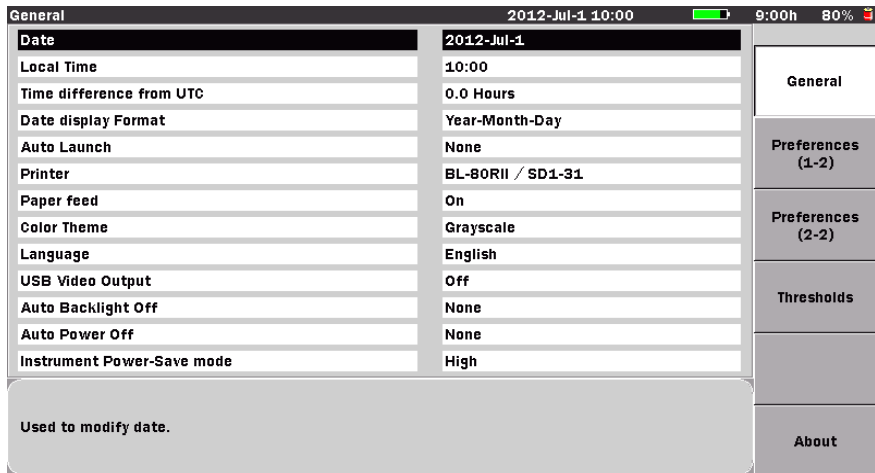 General 2012-Jul-1 10:00 9:00h 80%
Date 2012-Jul-1
Local Time 10:00
Time difference from UTC 0.0 Hours
Date display Format Year-Month-Day
Auto Launch None
Printer BL-80RII / SD1-31
Paper feed On
Color Theme Grayscale
Language English
USB Video Output Off
Auto Backlight Off None
Auto Power Off None
Instrument Power-Save mode High
Used to modify date.
General
Preferences
(1-2)
Preferences
(2-2)
Thresholds
About